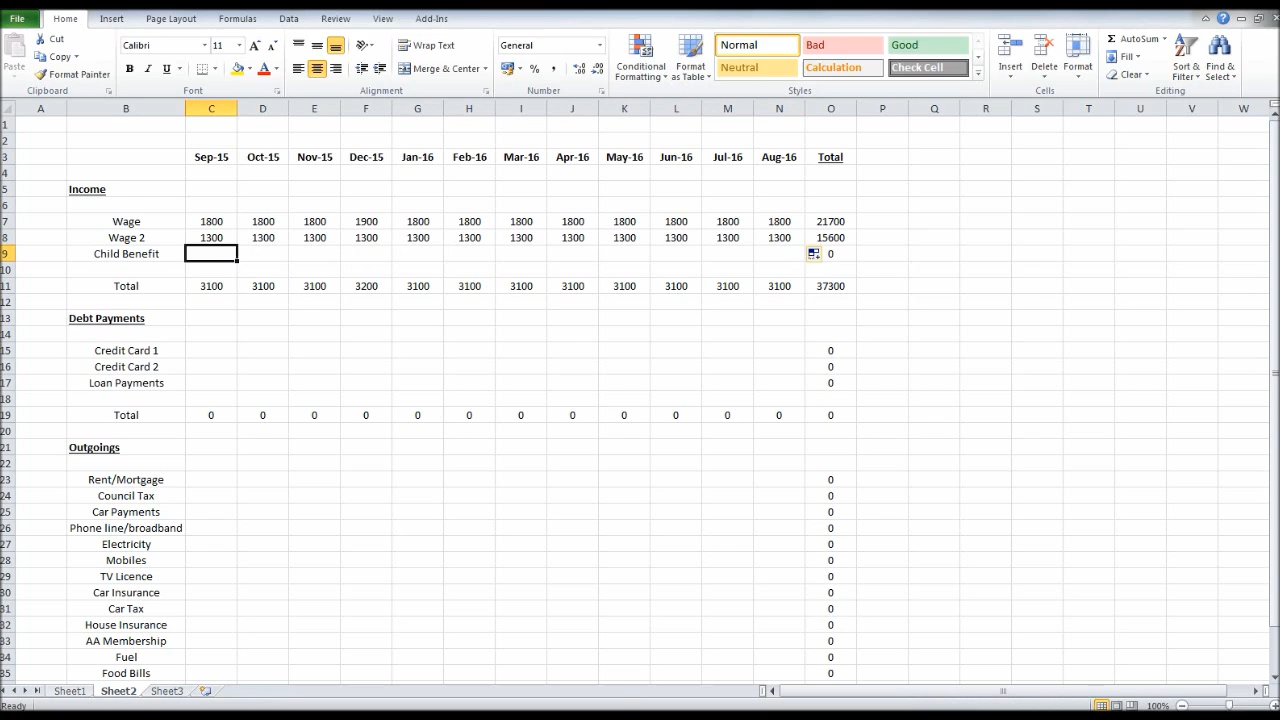 File Home Insert Page Layout Formulas Data Review View Add-Ins
Paste Cut Calibri 11 A A Wrap Text General Conditional Formatting Format as Table Normal Bad Good Insert Delete Format Σ AutoSum Sort & Filter Find & Select
Copy Fill
Format Painter B I U A Merge & Center % , Neutral Calculation Check Cell Clear
Clipboard Font Alignment Number Styles Cells Editing
A B C D E F G H I J K L M N O P Q R S T U V W
1
2
3 Sep-15 Oct-15 Nov-15 Dec-15 Jan-16 Feb-16 Mar-16 Apr-16 May-16 Jun-16 Jul-16 Aug-16 Total
4
5 Income
6
7 Wage 1800 1800 1800 1900 1800 1800 1800 1800 1800 1800 1800 1800 21700
8 Wage 2 1300 1300 1300 1300 1300 1300 1300 1300 1300 1300 1300 1300 15600
9 Child Benefit 0
10
11 Total 3100 3100 3100 3200 3100 3100 3100 3100 3100 3100 3100 3100 37300
12
13 Debt Payments
14
15 Credit Card 1 0
16 Credit Card 2 0
17 Loan Payments 0
18
19 Total 0 0 0 0 0 0 0 0 0 0 0 0 0
20
21 Outgoings
22
23 Rent/Mortgage 0
24 Council Tax 0
25 Car Payments 0
26 Phone line/broadband 0
27 Electricity 0
28 Mobiles 0
29 TV Licence 0
30 Car Insurance 0
31 Car Tax 0
32 House Insurance 0
33 AA Membership 0
34 Fuel 0
35 Food Bills 0
Sheet1 Sheet2 Sheet3
Ready 100%